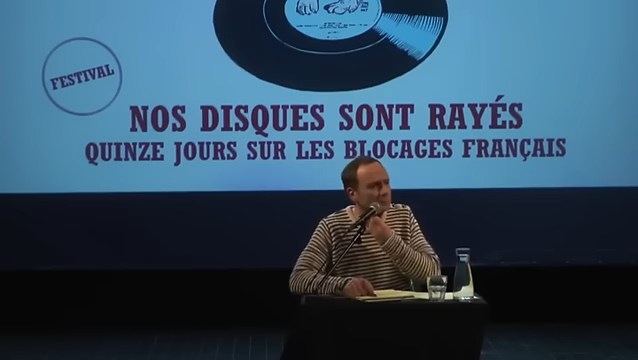 FESTIVAL
NOS DISQUES SONT RAYÉS
QUINZE JOURS SUR LES BLOCAGES FRANÇAIS